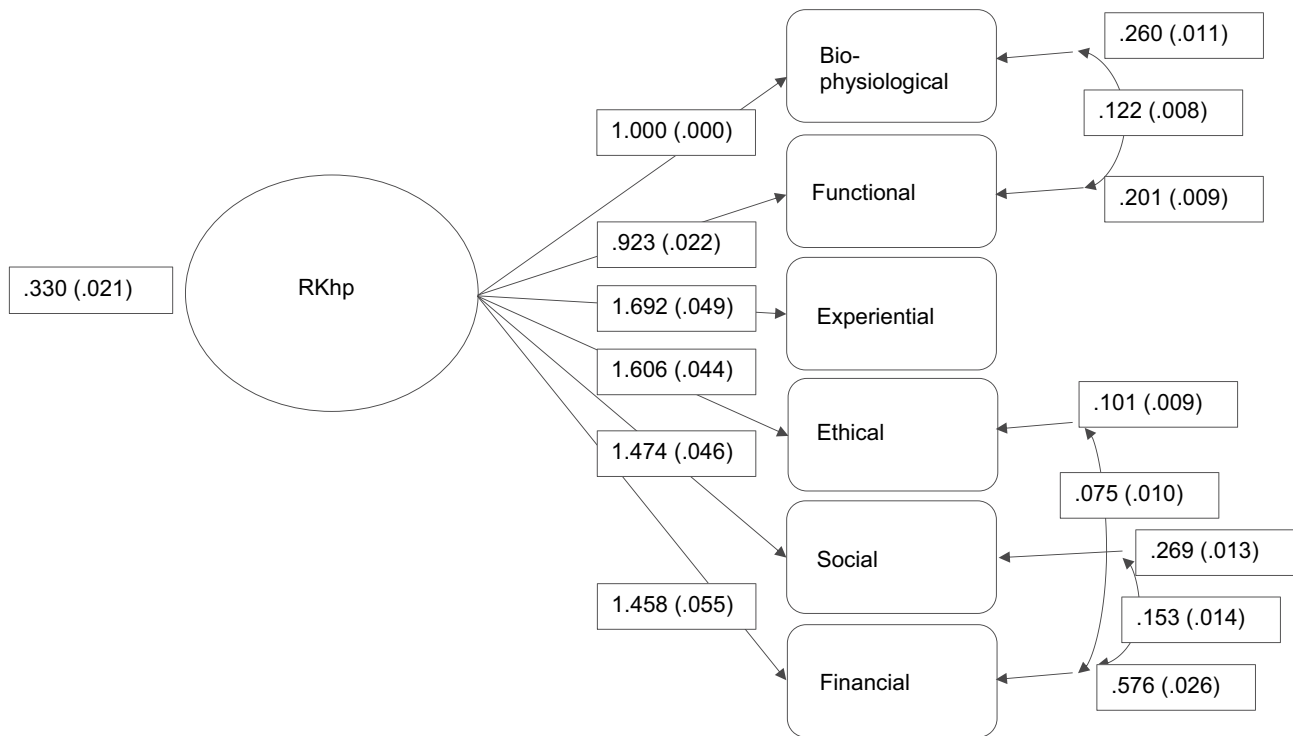 .260 (.011)
Bio-
physiological
.122 (.008)
1.000 (.000)
.201 (.009)
Functional
.923 (.022)
.330 (.021)
RKhp
1.692 (.049)
Experiential
1.606 (.044)
.101 (.009)
Ethical
1.474 (.046)
.075 (.010)
.269 (.013)
Social
1.458 (.055)
.153 (.014)
Financial
.576 (.026)